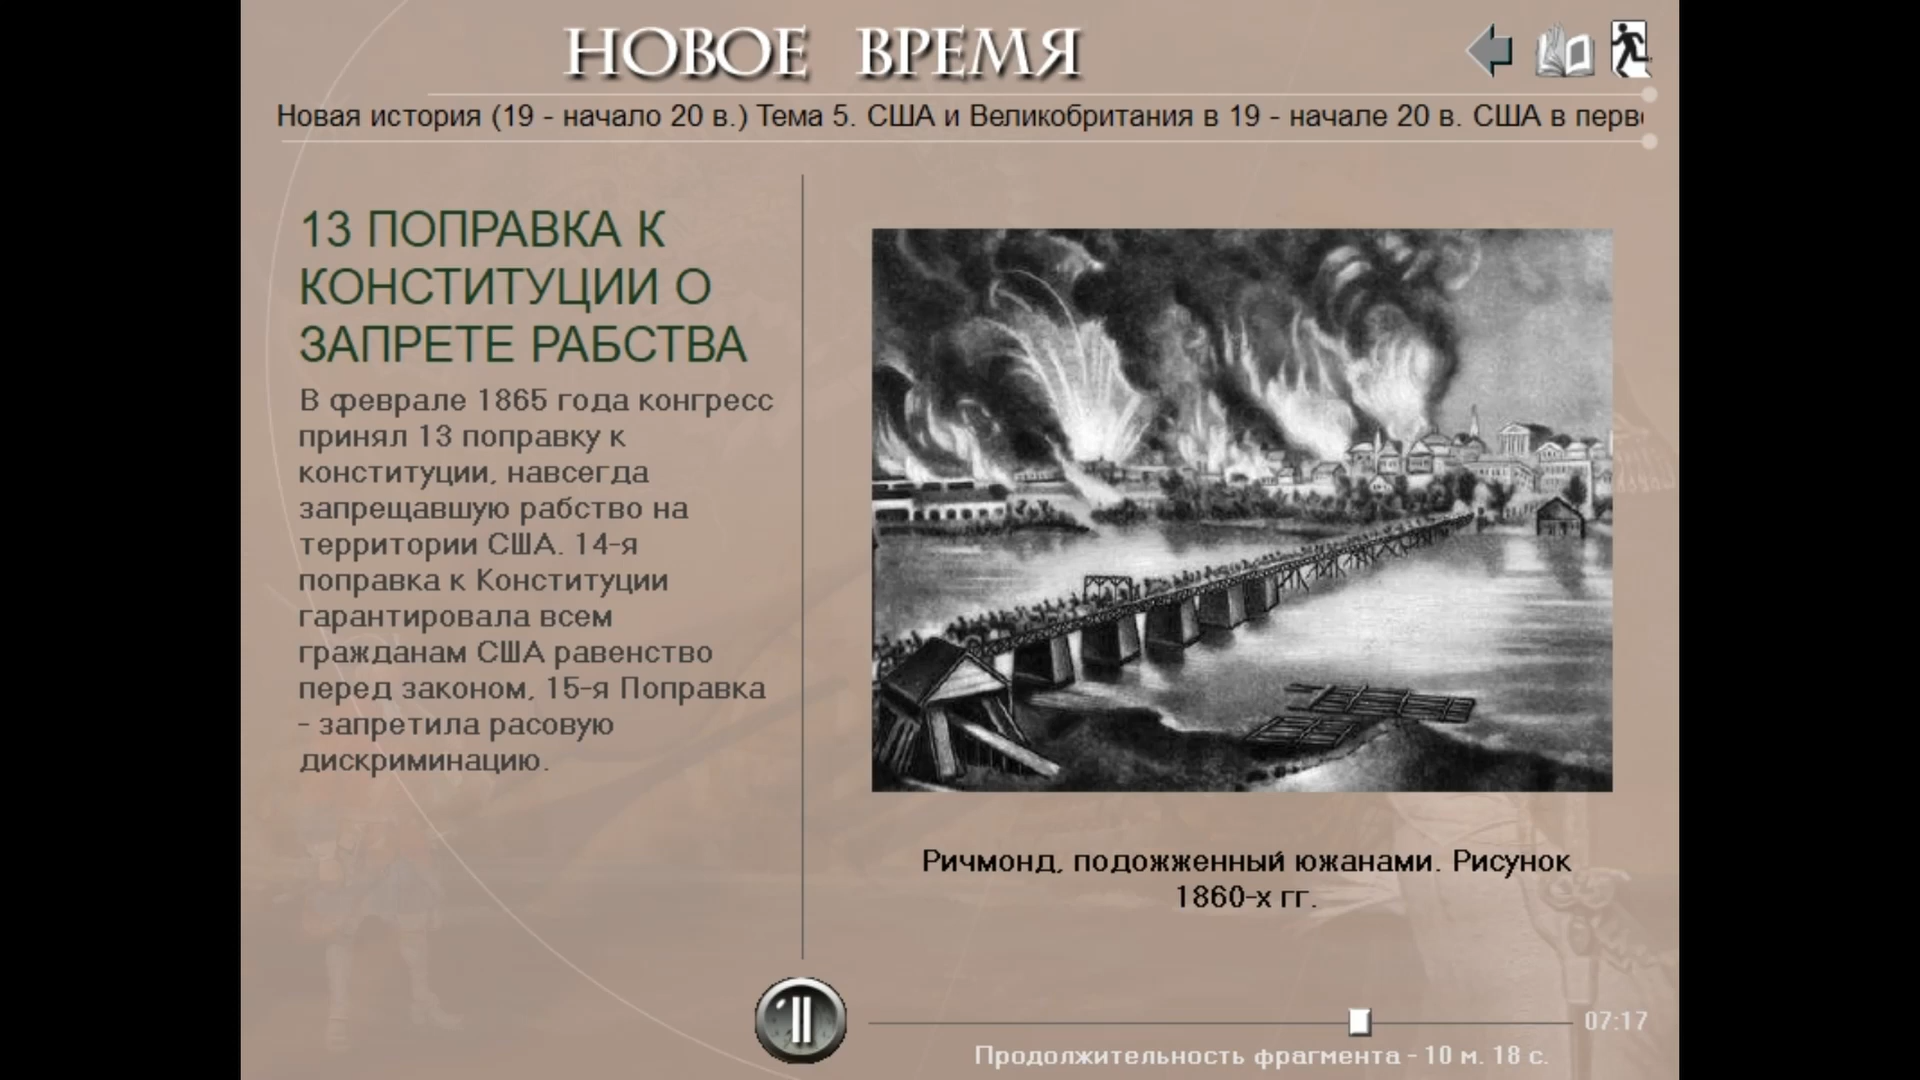 НОВОЕ ВРЕМЯ
Новая история (19 - начало 20 в.) Тема 5. США и Великобритания в 19 - начале 20 в. США в перв
13 ПОПРАВКА К
КОНСТИТУЦИИ О
ЗАПРЕТЕ РАБСТВА
В феврале 1865 года конгресс
принял 13 поправку к
конституции, навсегда
запрещавшую рабство на
территории США. 14-я
поправка к Конституции
гарантировала всем
гражданам США равенство
перед законом, 15-я Поправка
- запретила расовую
дискриминацию.
Ричмонд, подожженный южанами. Рисунок
1860-х гг.
07:17
Продолжительность фрагмента - 10 м. 18 с.